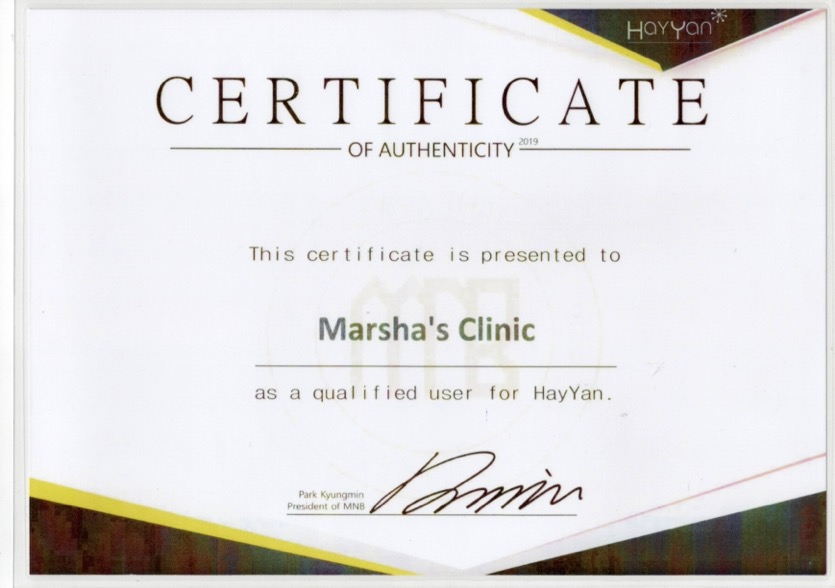 HayYan
CERTIFICATE
OF AUTHENTICITY 2019
This certificate is presented to
Marsha's Clinic
as a qualified user for HayYan.
Park Kyungmin
President of MNB
MNB